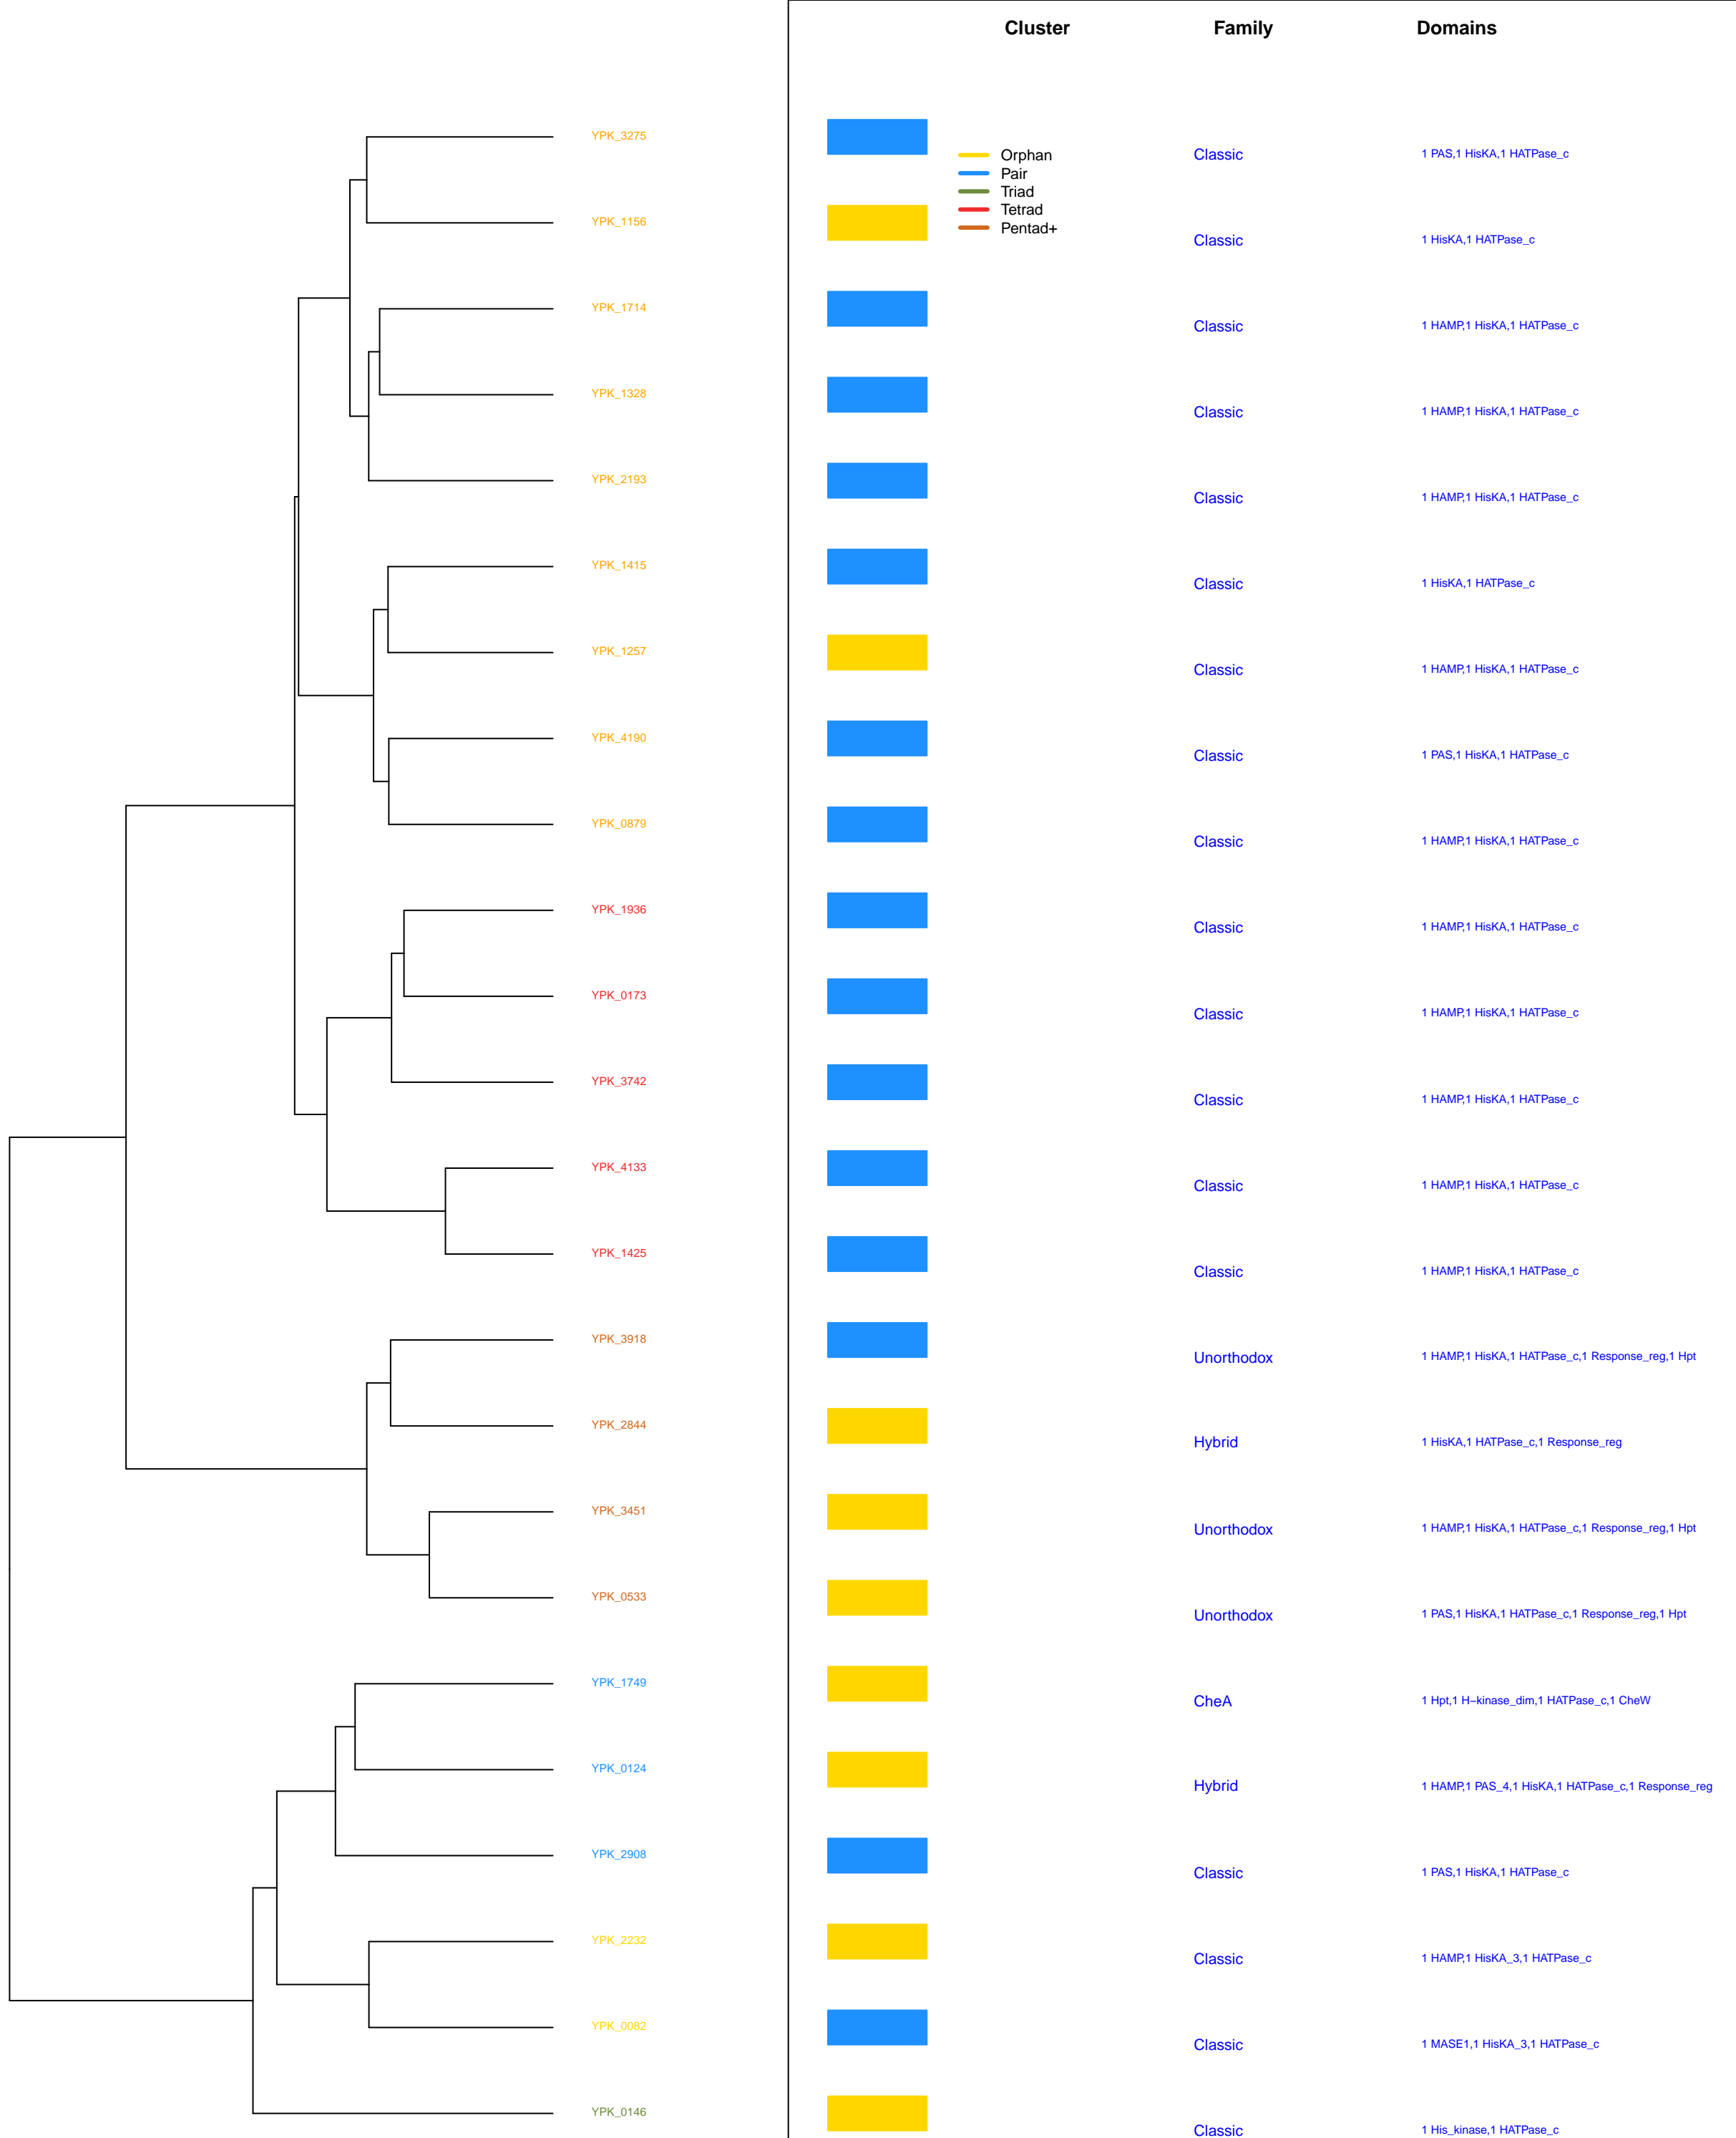 Cluster Family Domains
YPK_3275
Orphan
Classic 1 PAS,1 HisKA,1 HATPase_c
Pair
Triad
Tetrad
YPK_1156
Pentad+
Classic 1 HisKA,1 HATPase_c
YPK_1714
Classic 1 HAMP,1 HisKA,1 HATPase_c
YPK_1328
Classic 1 HAMP,1 HisKA,1 HATPase_c
YPK_2193
Classic 1 HAMP,1 HisKA,1 HATPase_c
YPK_1415
Classic 1 HisKA,1 HATPase_c
YPK_1257
Classic 1 HAMP,1 HisKA,1 HATPase_c
YPK_4190
Classic 1 PAS,1 HisKA,1 HATPase_c
YPK_0879
Classic 1 HAMP,1 HisKA,1 HATPase_c
YPK_1936
Classic 1 HAMP,1 HisKA,1 HATPase_c
YPK_0173
Classic 1 HAMP,1 HisKA,1 HATPase_c
YPK_3742
Classic 1 HAMP,1 HisKA,1 HATPase_c
YPK_4133
Classic 1 HAMP,1 HisKA,1 HATPase_c
YPK_1425
Classic 1 HAMP,1 HisKA,1 HATPase_c
YPK_3918
Unorthodox 1 HAMP,1 HisKA,1 HATPase_c,1 Response_reg,1 Hpt
YPK_2844
Hybrid 1 HisKA,1 HATPase_c,1 Response_reg
YPK_3451
Unorthodox 1 HAMP,1 HisKA,1 HATPase_c,1 Response_reg,1 Hpt
YPK_0533
Unorthodox 1 PAS,1 HisKA,1 HATPase_c,1 Response_reg,1 Hpt
YPK_1749
CheA 1 Hpt,1 H−kinase_dim,1 HATPase_c,1 CheW
YPK_0124
Hybrid 1 HAMP,1 PAS_4,1 HisKA,1 HATPase_c,1 Response_reg
YPK_2908
Classic 1 PAS,1 HisKA,1 HATPase_c
YPK_2232
Classic 1 HAMP,1 HisKA_3,1 HATPase_c
YPK_0082
Classic 1 MASE1,1 HisKA_3,1 HATPase_c
YPK_0146
Classic 1 His_kinase,1 HATPase_c